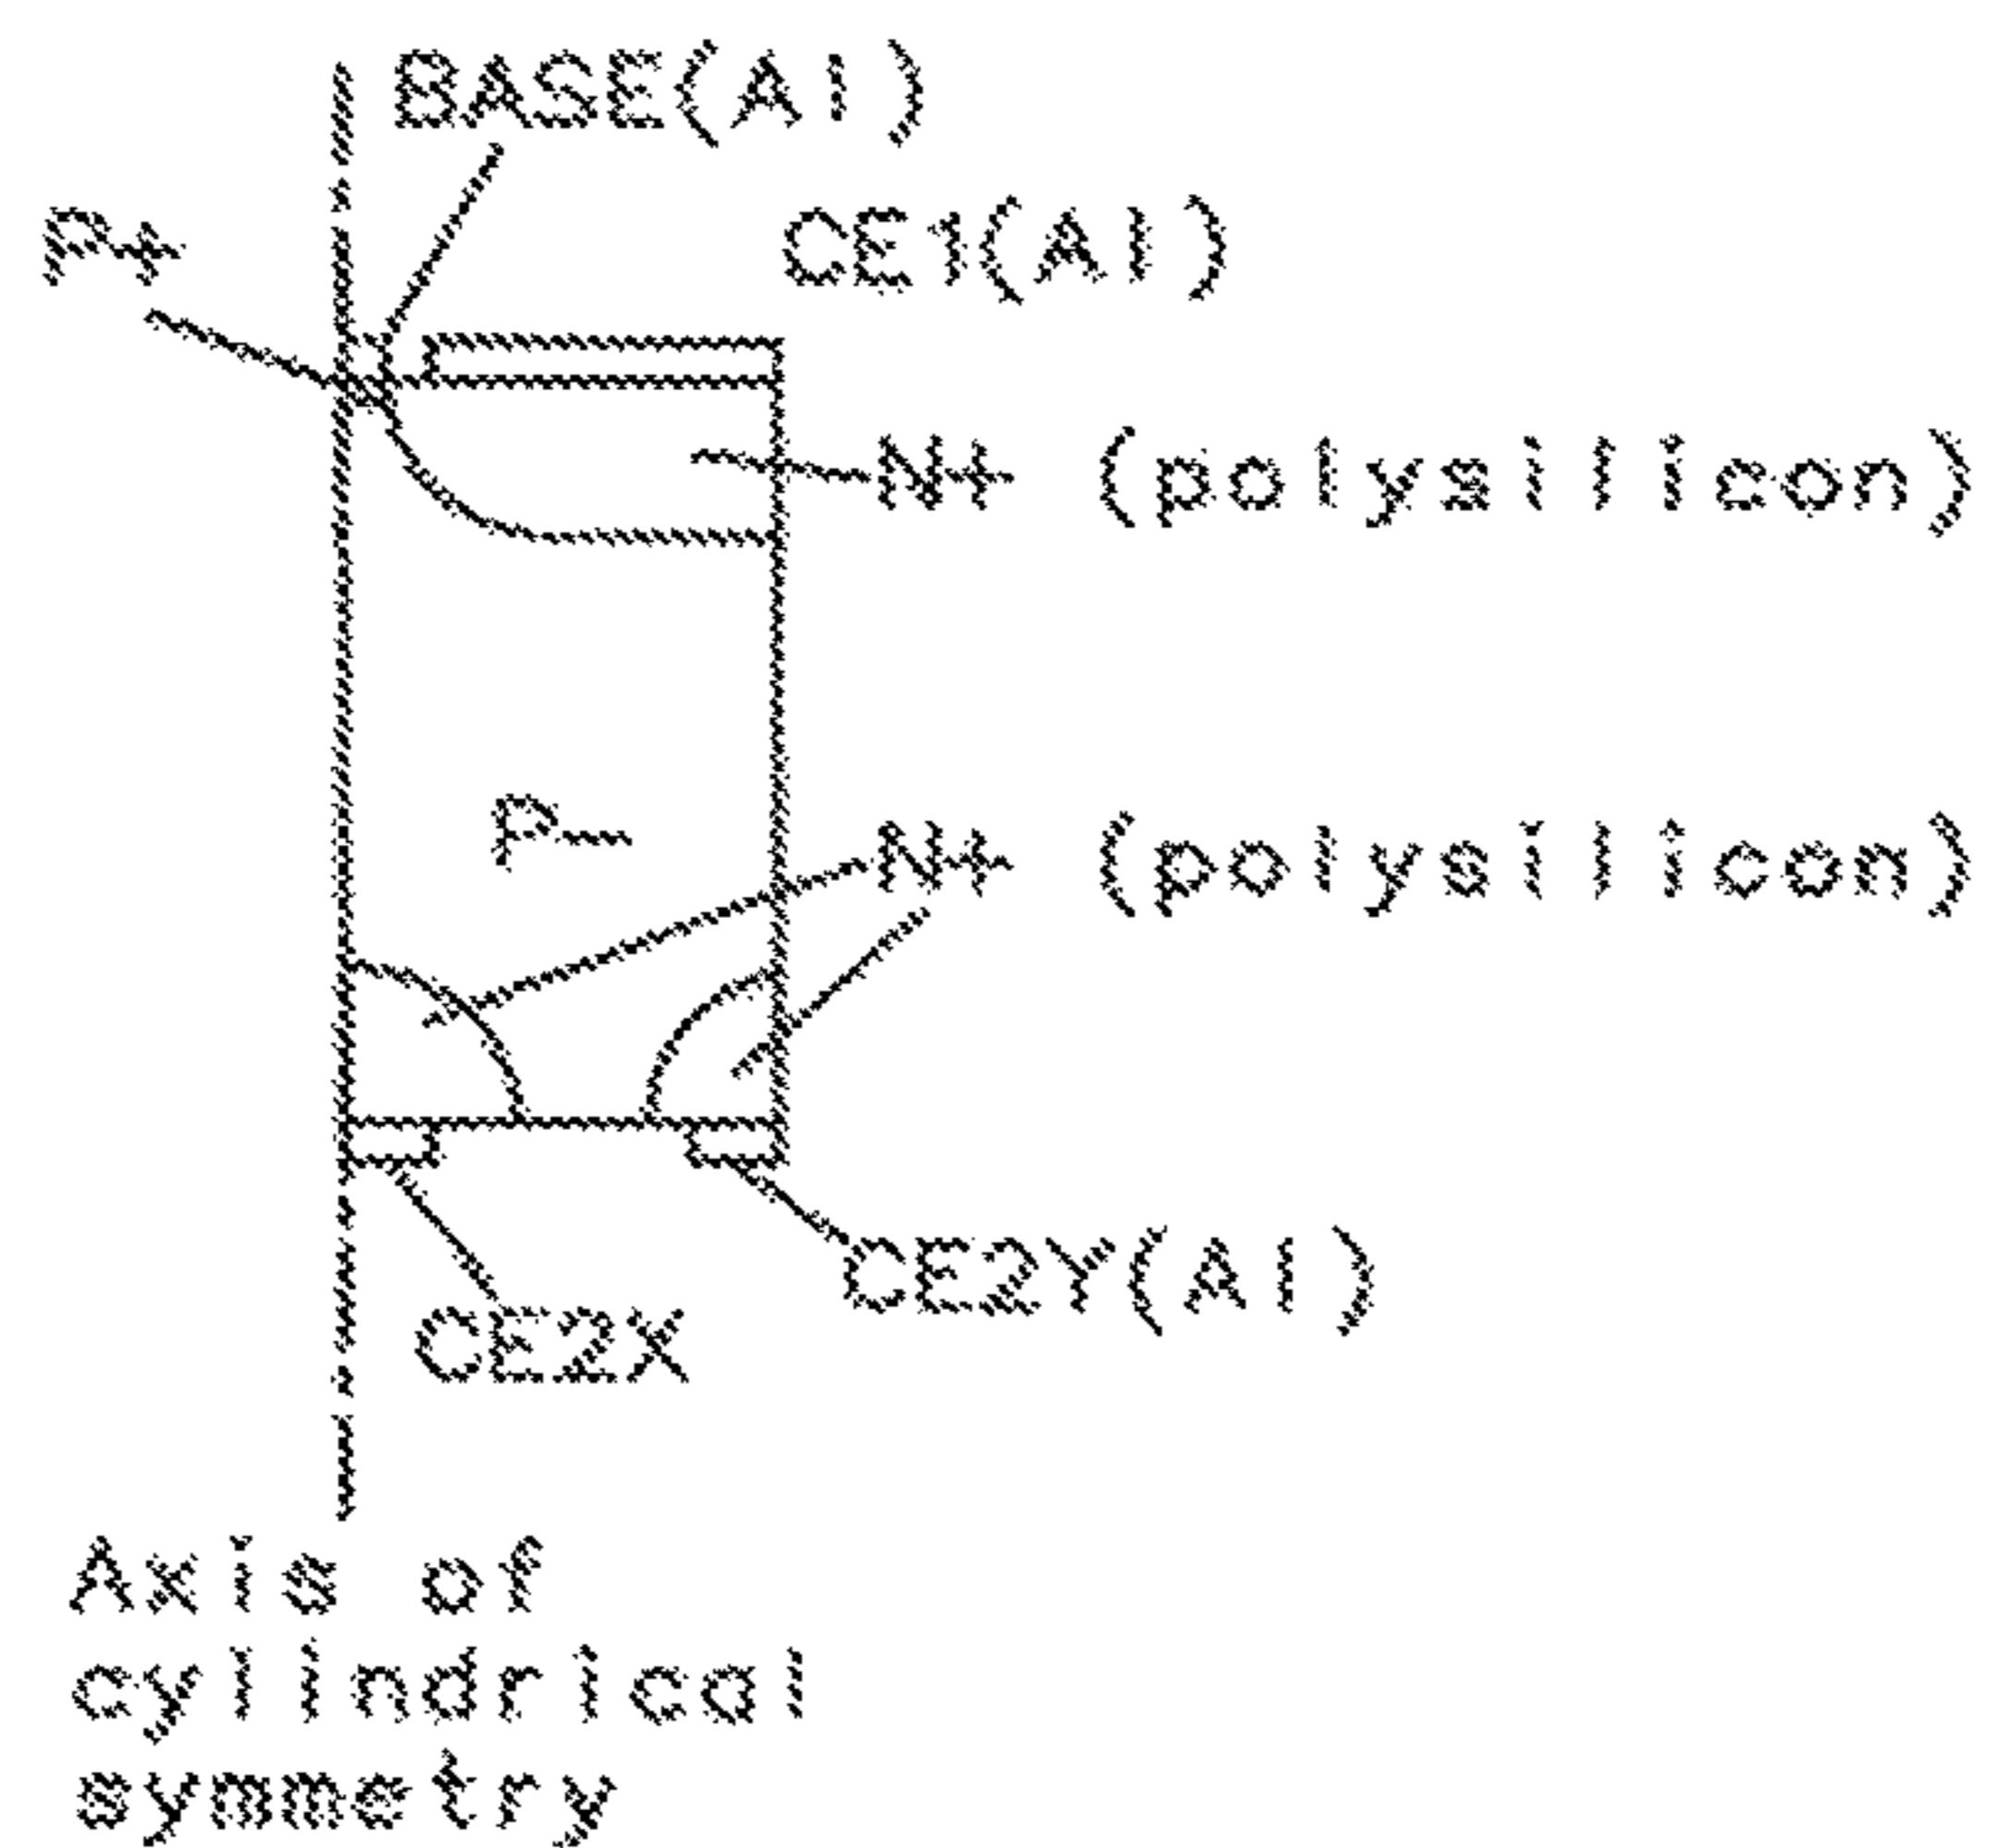 BASE(Al)
P+
CE1(Al)
N+ (polysilicon)
P-
N+ (polysilicon)
CE2Y(Al)
CE2X
Axis of
cylindrical
symmetry